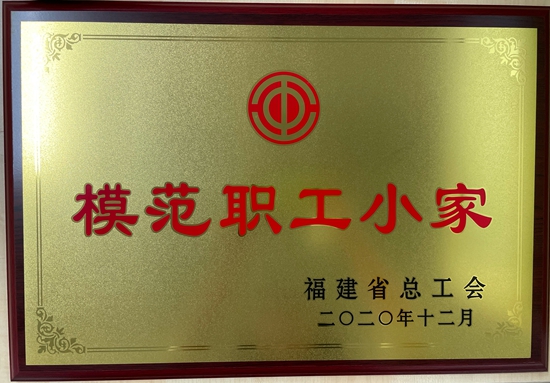 模范职工小家
福建省总工会
二〇二〇年十二月